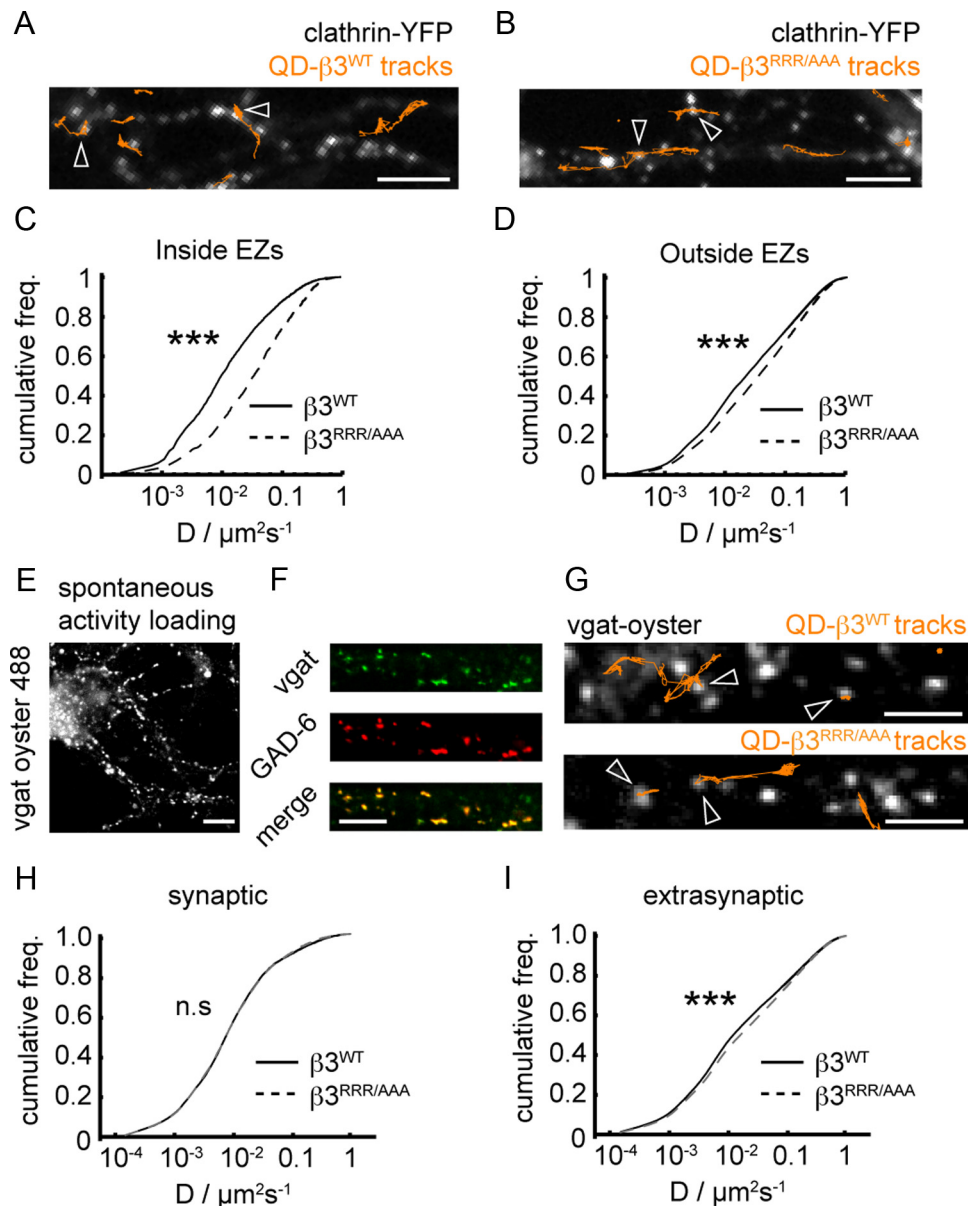 A
clathrin-YFP
QD-β3ᵂᵀ tracks
B
clathrin-YFP
QD-β3ᴿᴿᴿ/ᴬᴬᴬ tracks
C
Inside EZs
cumulative freq.
1
0.8
0.6
0.4
0.2
0
***
β3ᵂᵀ
β3ᴿᴿᴿ/ᴬᴬᴬ
10⁻³ 10⁻² 0.1 1
D / µm²s⁻¹
D
Outside EZs
cumulative freq.
1
0.8
0.6
0.4
0.2
0
***
β3ᵂᵀ
β3ᴿᴿᴿ/ᴬᴬᴬ
10⁻³ 10⁻² 0.1 1
D / µm²s⁻¹
E
spontaneous
activity loading
vgat oyster 488
F
vgat
GAD-6
merge
G
vgat-oyster
QD-β3ᵂᵀ tracks
QD-β3ᴿᴿᴿ/ᴬᴬᴬ tracks
H
synaptic
cumulative freq.
1.0
0.8
0.6
0.4
0.2
0
n.s
β3ᵂᵀ
β3ᴿᴿᴿ/ᴬᴬᴬ
10⁻⁴ 10⁻³ 10⁻² 0.1 1
D / µm²s⁻¹
I
extrasynaptic
cumulative freq.
1.0
0.8
0.6
0.4
0.2
0
***
β3ᵂᵀ
β3ᴿᴿᴿ/ᴬᴬᴬ
10⁻⁴ 10⁻³ 10⁻² 0.1 1
D / µm²s⁻¹